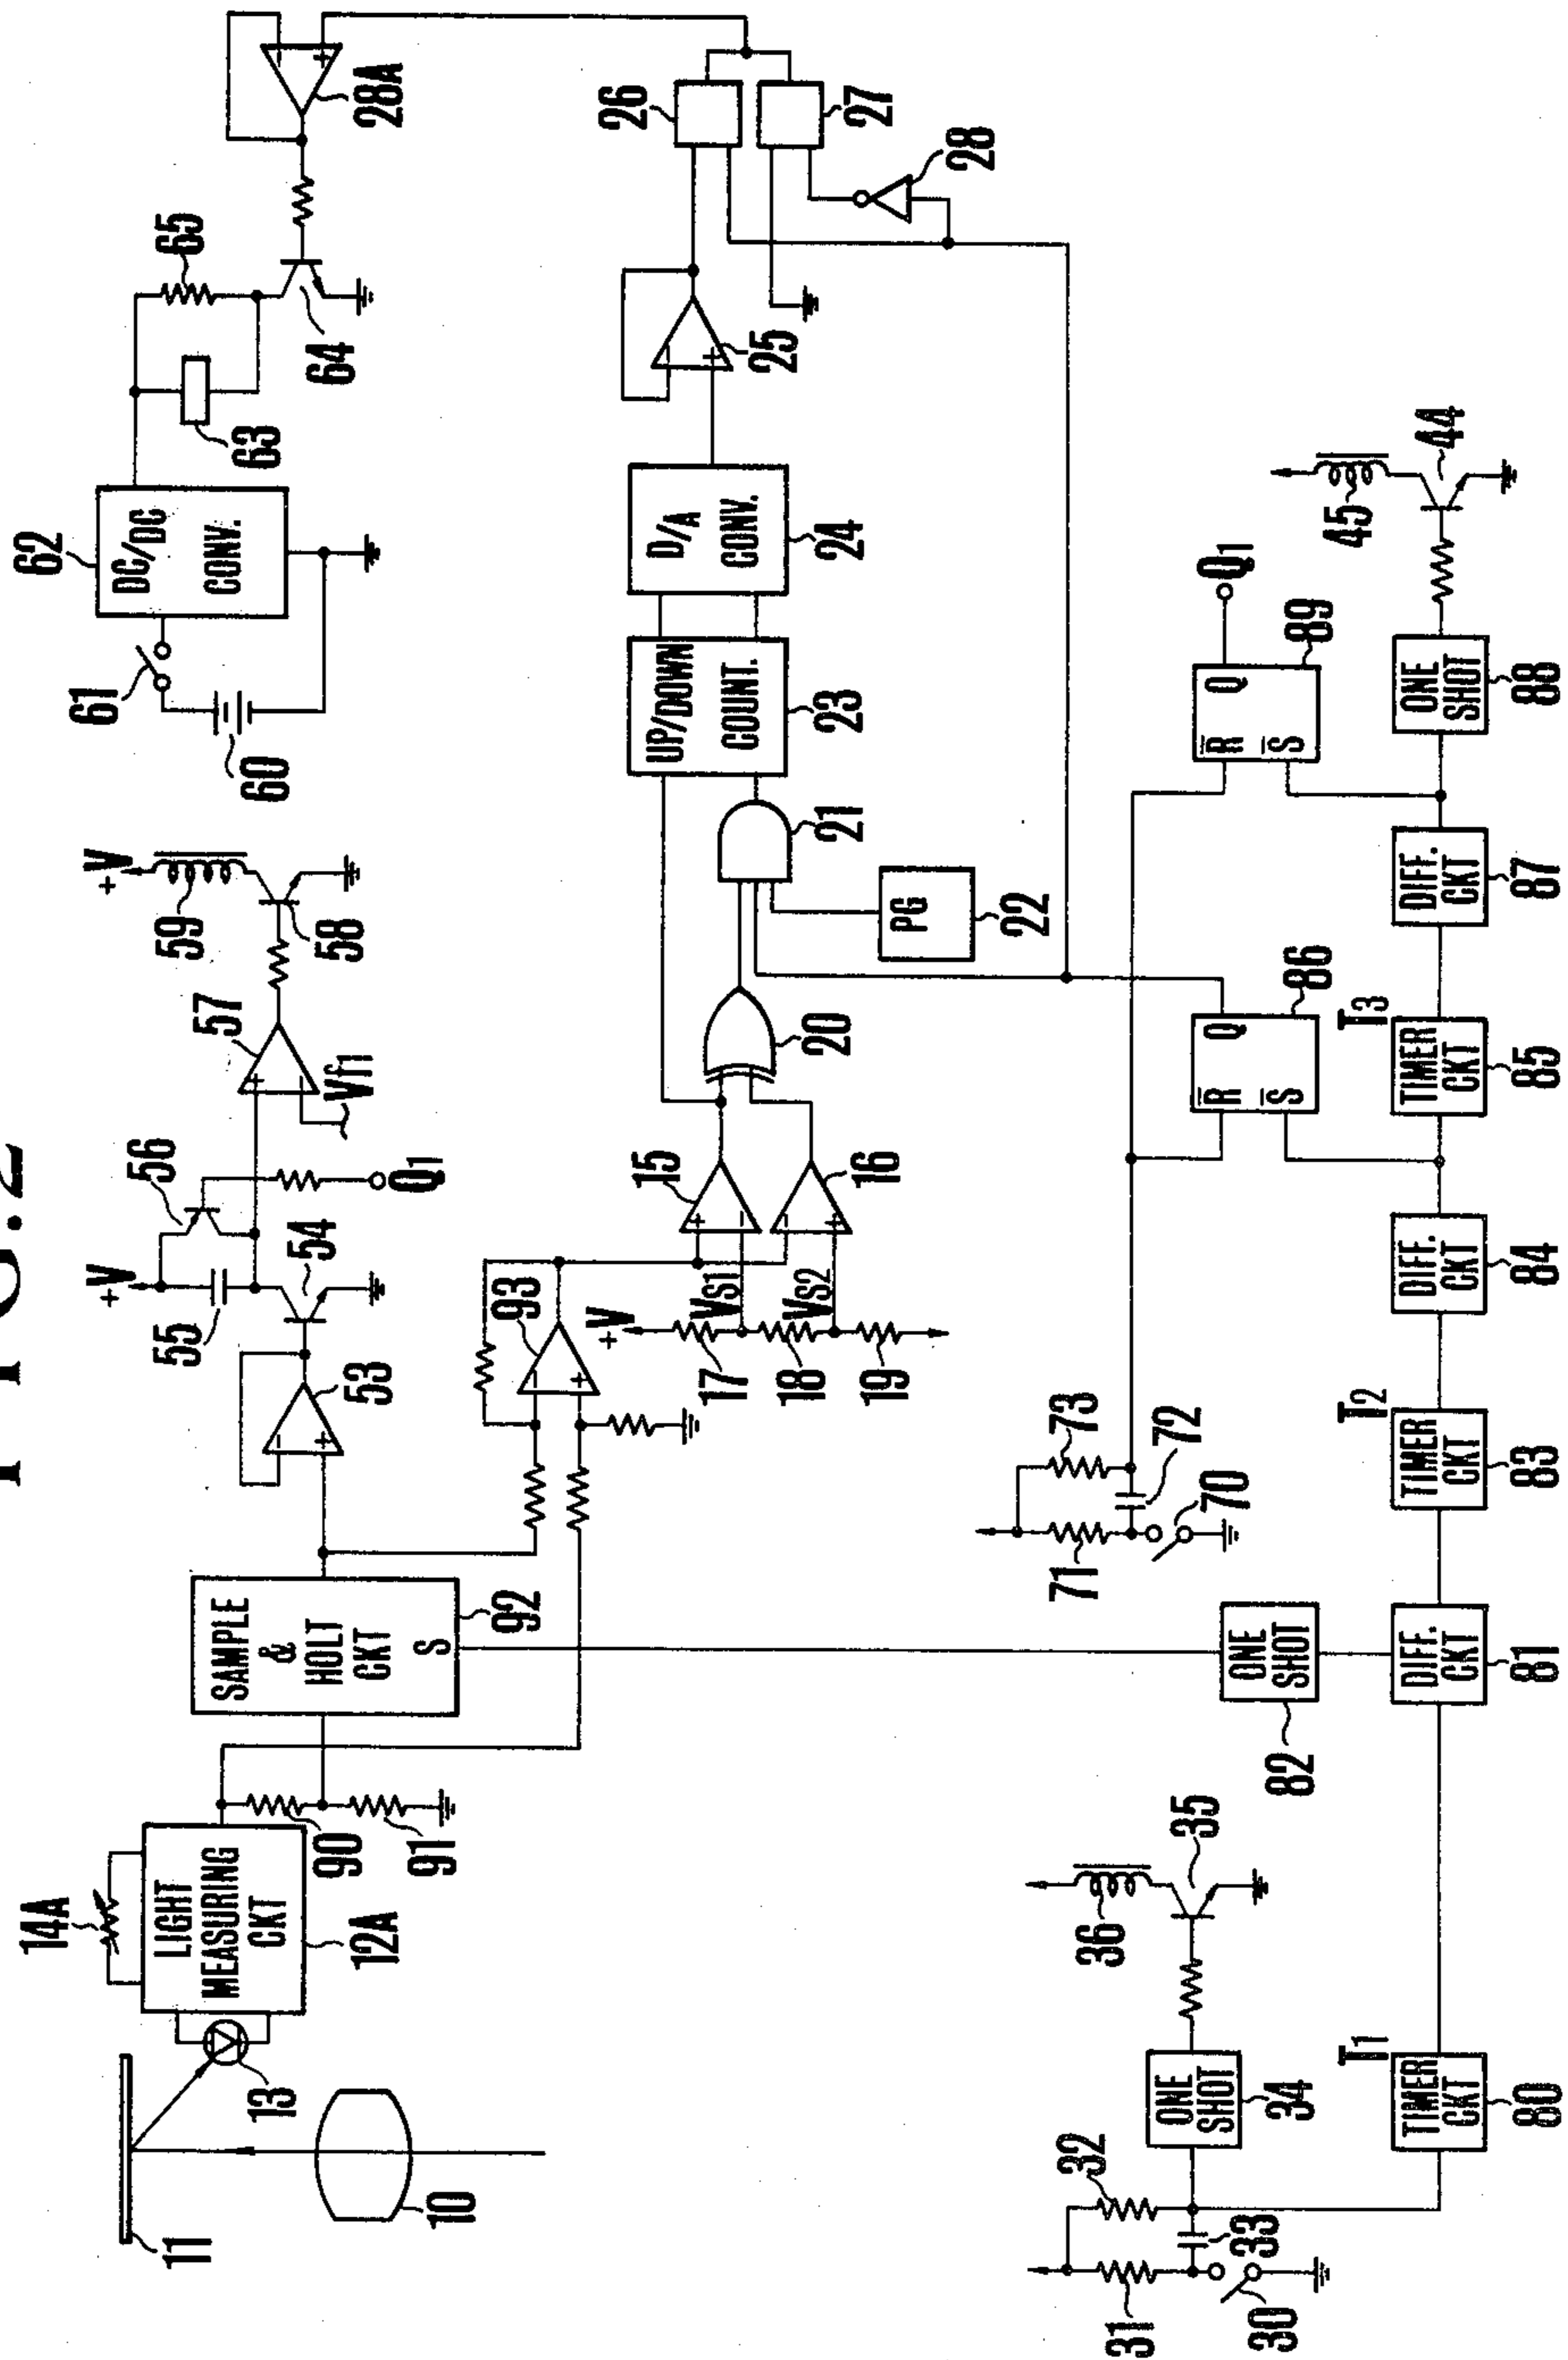 FIG.2
14A
LIGHT
MEASURING
CKT
12A
13
11
10
90
91
SAMPLE
&
HOLT
CKT
S
92
+V
55
56
54
53
Q1
57
Vf1
+V
59
58
60
61
62
DC/DC
CONV.
63
65
64
28A
93
+V
17
18
19
VS1
VS2
15
16
20
21
PG
22
UP/DOWN
COUNT.
23
D/A
CONV.
24
25
26
27
28
31
32
33
30
ONE
SHOT
34
35
36
71
73
72
70
ONE
SHOT
82
R
S
Q
86
R
S
Q
89
Q1
T1
TIMER
CKT
80
DIFF.
CKT
81
T2
TIMER
CKT
83
DIFF.
CKT
84
T3
TIMER
CKT
85
DIFF.
CKT
87
ONE
SHOT
88
45
44